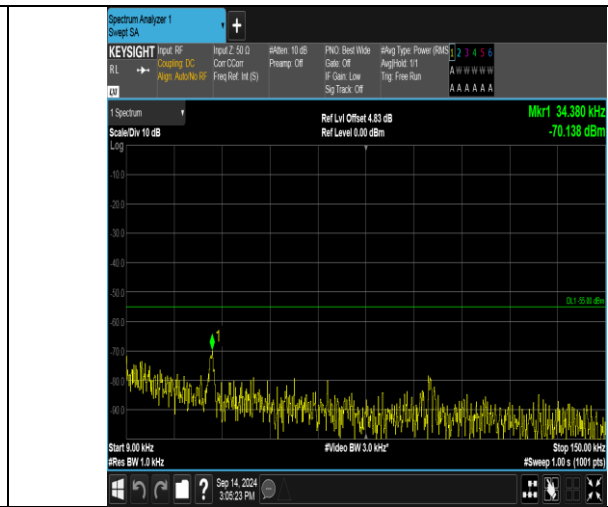 Spectrum Analyzer 1
Swept SA
+
KEYSIGHT Input: RF Input Z: 50 Ω #Atten: 10 dB PNO: Best Wide #Avg Type: Power (RMS 1 2 3 4 5 6
RL Coupling: DC Corr CCorr Preamp: Off Gate: Off Avg|Hold: 1/1 A W W W W W
Align: Auto/No RF Freq Ref: Int (S) IF Gain: Low Trig: Free Run
Sig Track: Off A A A A A A
1 Spectrum Ref Lvl Offset 4.83 dB Mkr1 34.380 kHz
Scale/Div 10 dB Ref Level 0.00 dBm -70.138 dBm
Log
-10.0
-20.0
-30.0
-40.0
-50.0
DL1 -55.00 dBm
-60.0
1
-70.0
-80.0
-90.0
Start 9.00 kHz #Video BW 3.0 kHz* Stop 150.00 kHz
#Res BW 1.0 kHz #Sweep 1.00 s (1001 pts)
? Sep 14, 2024
3:05:23 PM